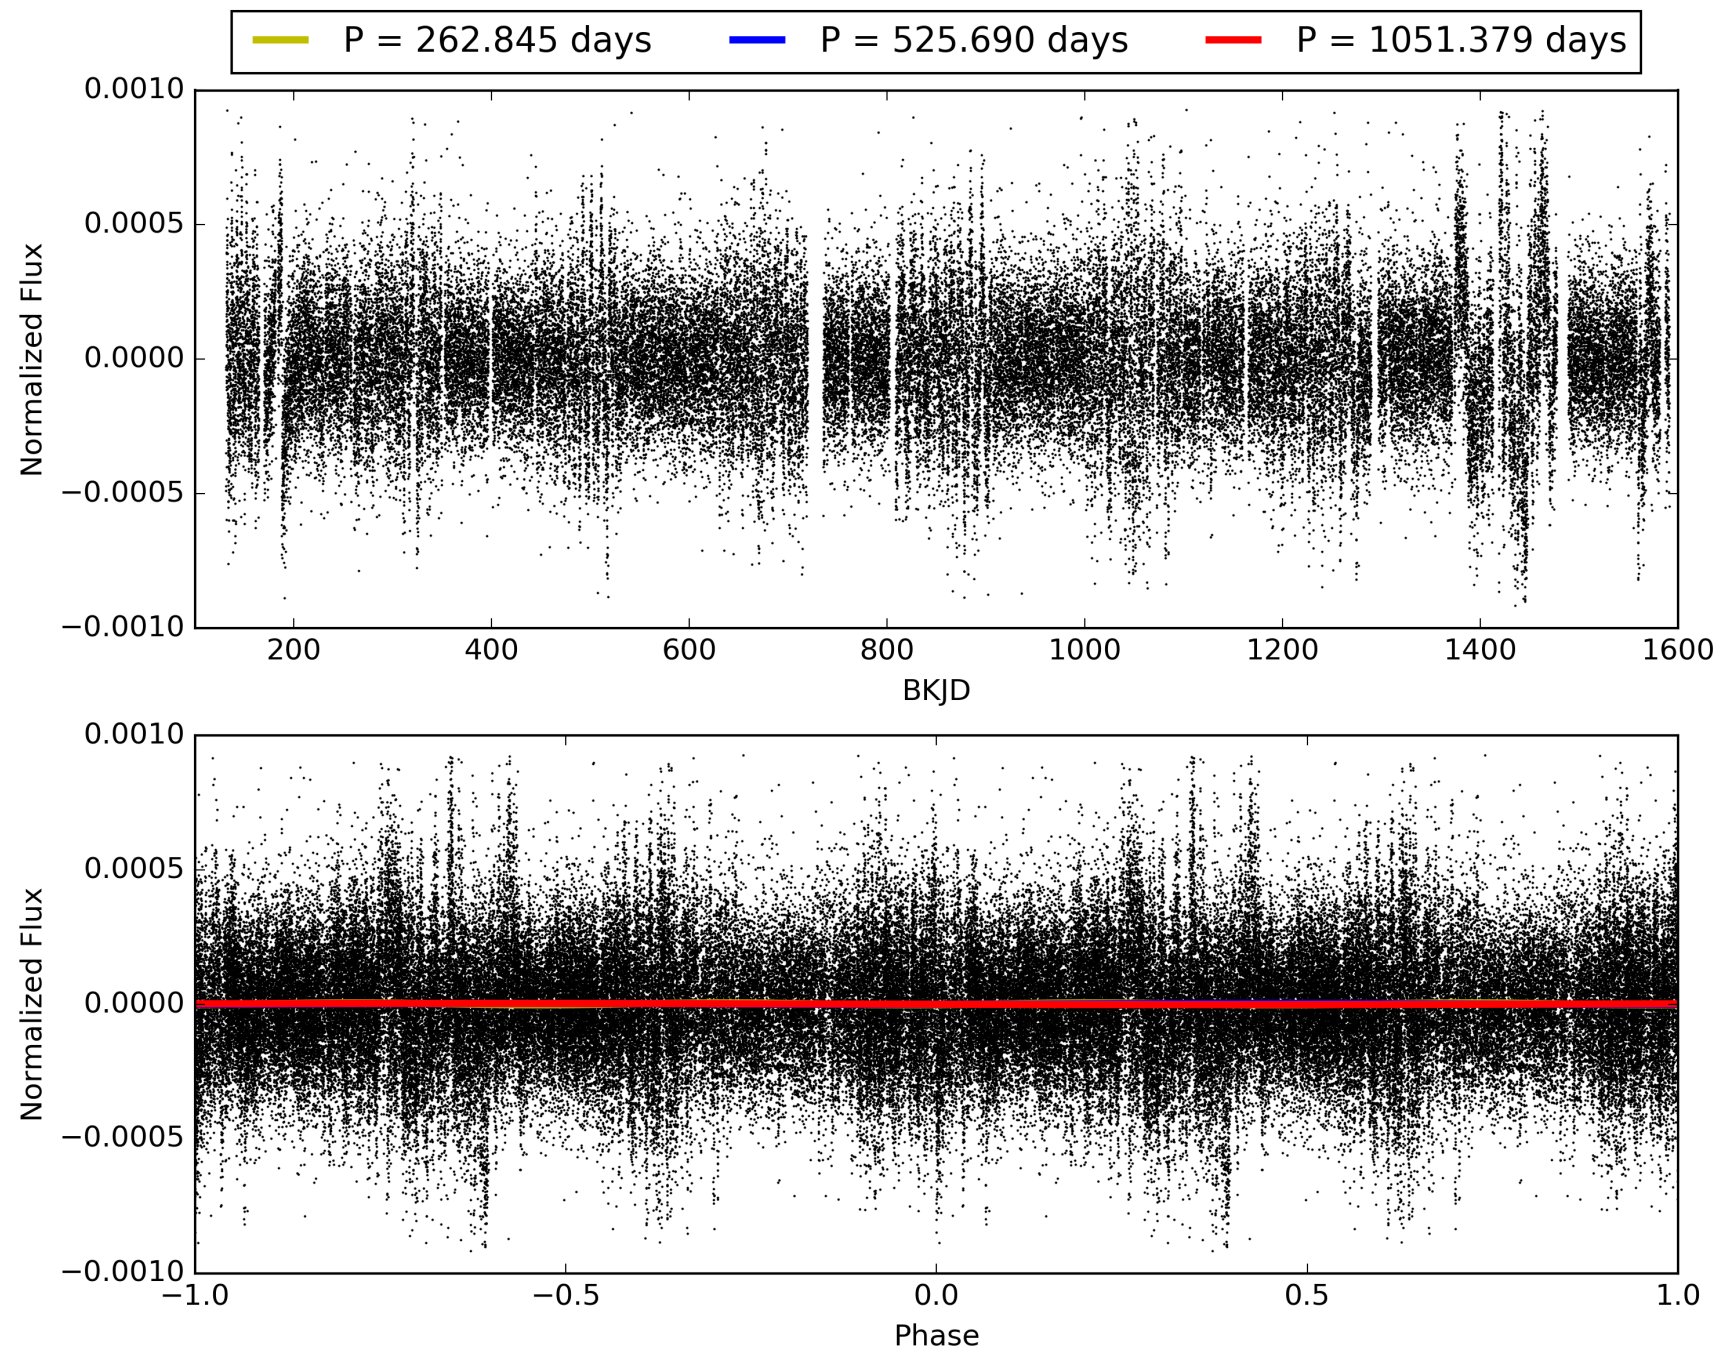 P = 262.845 days P = 525.690 days P = 1051.379 days
0.0010
0.0005
0.0000
−0.0005
−0.0010
Normalized Flux
200 400 600 800 1000 1200 1400 1600
BKJD
0.0010
0.0005
0.0000
−0.0005
−0.0010
Normalized Flux
−1.0 −0.5 0.0 0.5 1.0
Phase